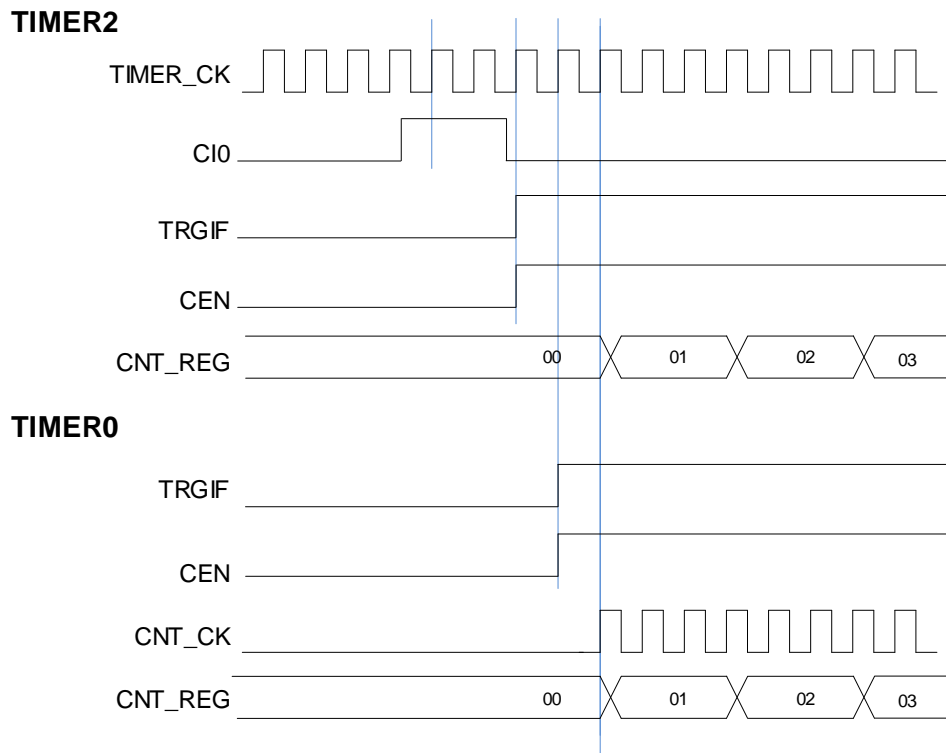 TIMER2
TIMER_CK
CI0
TRGIF
CEN
CNT_REG 00 01 02 03
TIMER0
TRGIF
CEN
CNT_CK
CNT_REG 00 01 02 03